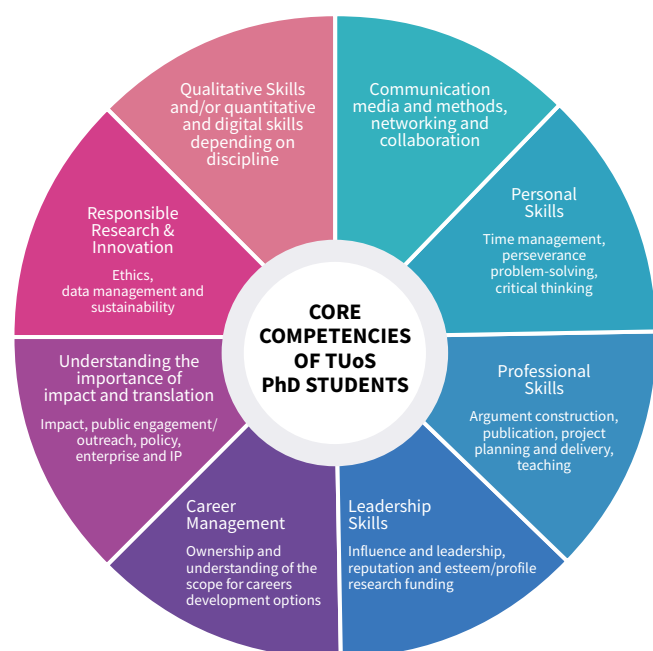 CORE
COMPETENCIES
OF TUoS
PhD STUDENTS
Communication
media and methods,
networking and
collaboration
Personal
Skills
Time management,
perseverance
problem-solving,
critical thinking
Professional
Skills
Argument construction,
publication, project
planning and delivery,
teaching
Leadership
Skills
Influence and leadership,
reputation and esteem/profile
research funding
Career
Management
Ownership and
understanding of the
scope for careers
development options
Understanding the
importance of
impact and translation
Impact, public engagement/
outreach, policy,
enterprise and IP
Responsible
Research &
Innovation
Ethics,
data management and
sustainability
Qualitative Skills
and/or quantitative
and digital skills
depending on
discipline